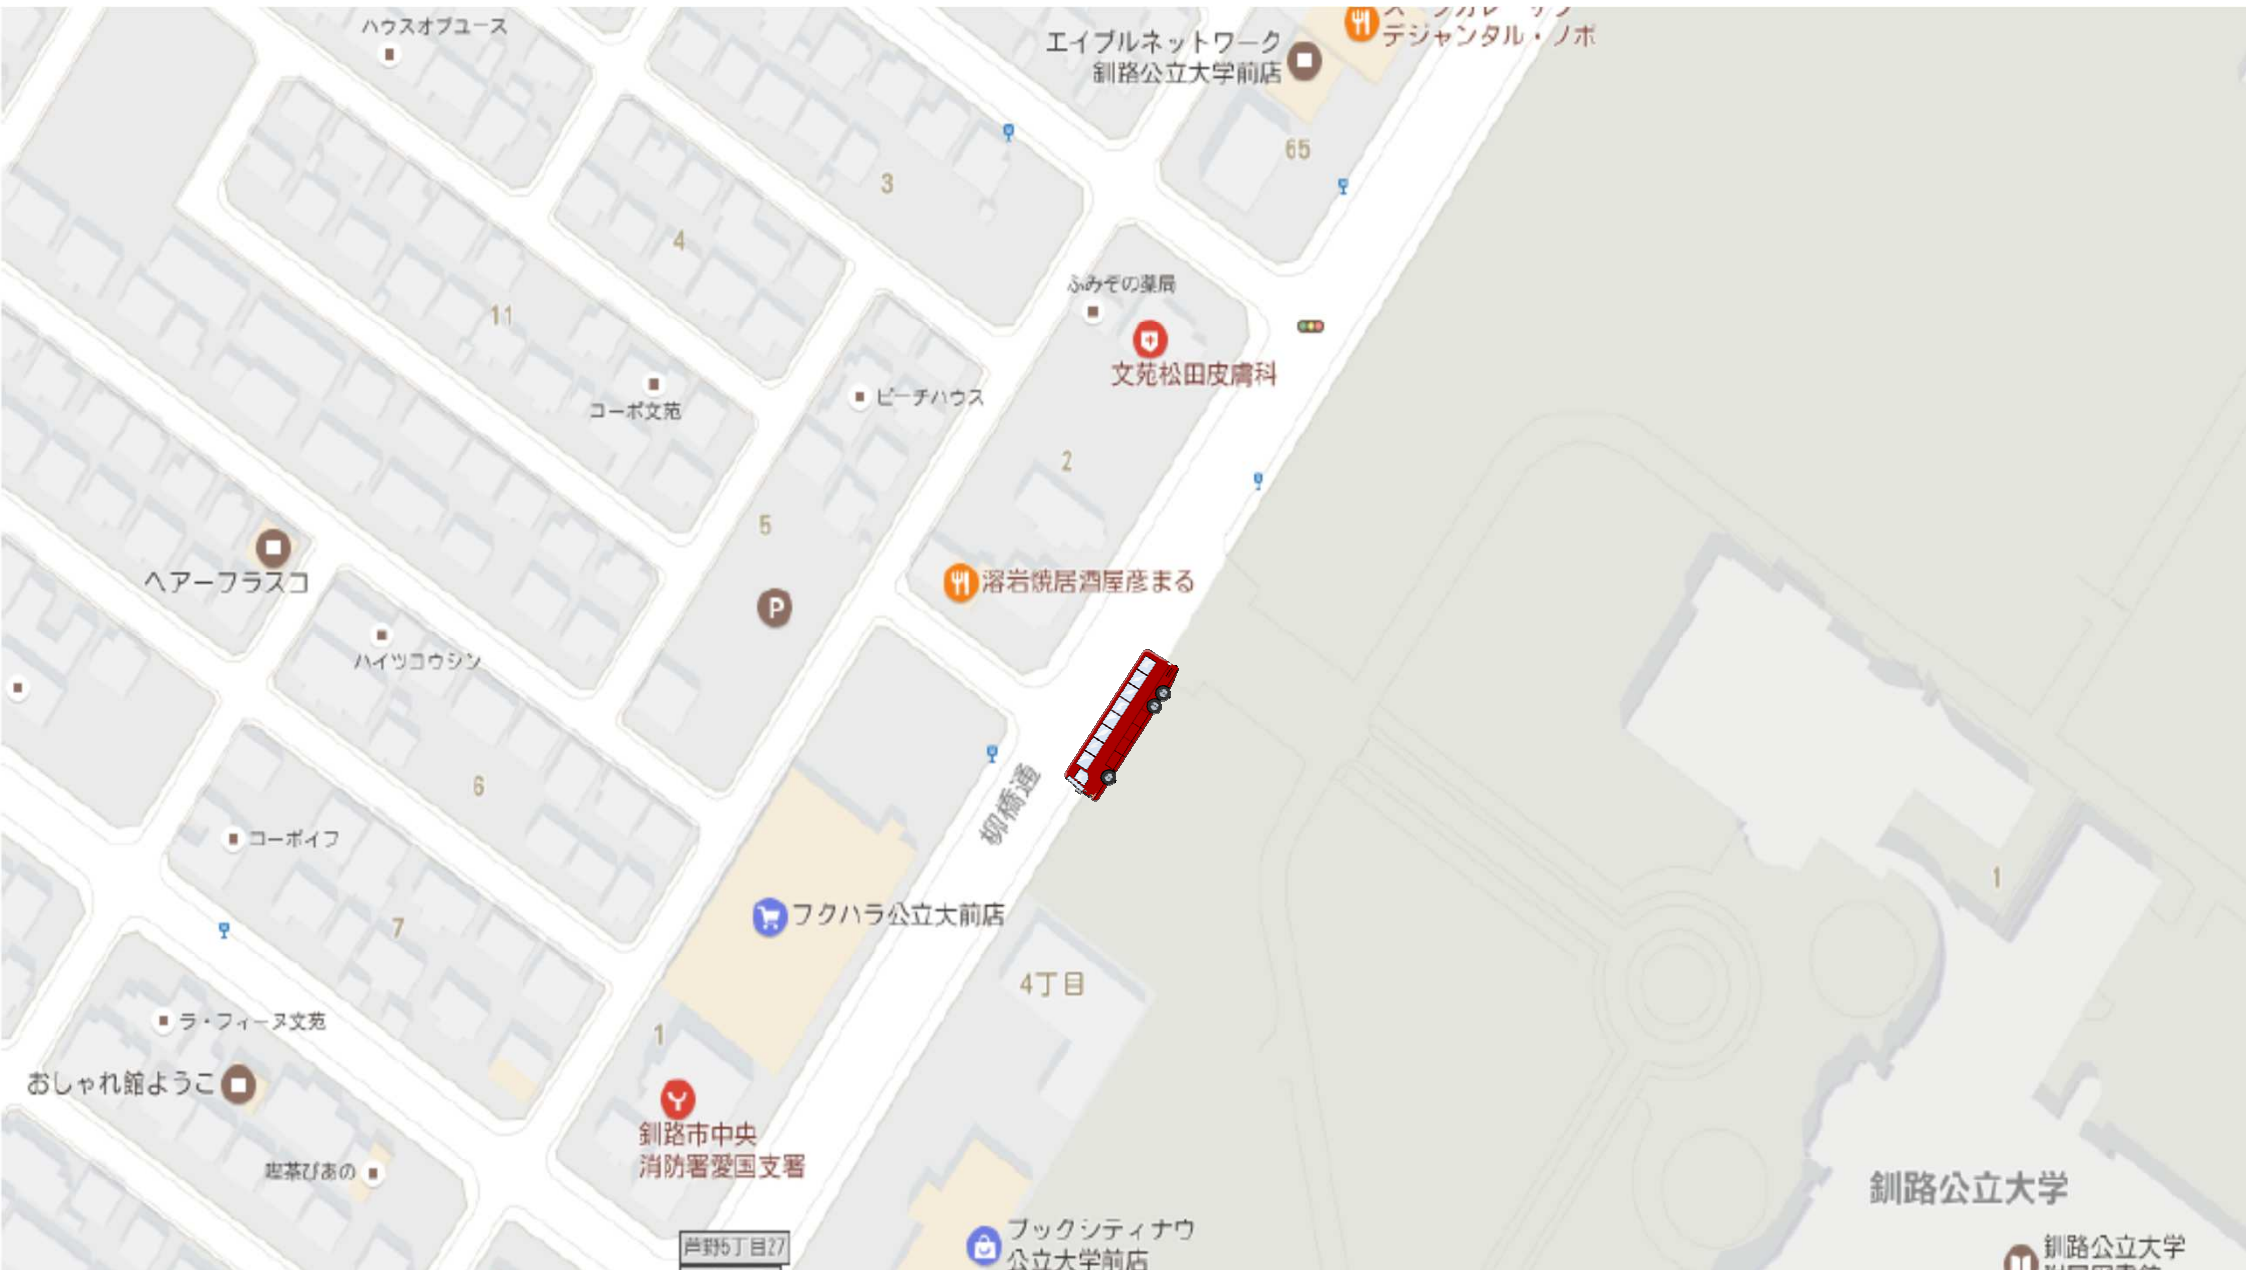 ハウスオブユース
エイブルネットワーク
釧路公立大学前店
デジャンタル・ノボ
65
3
4
ふみぞの薬局
11
文苑松田皮膚科
ピーチハウス
コーポ文苑
2
5
ヘアーフラスコ
溶岩焼居酒屋彦まる
P
ハイツコウシン
6
柳橋通
コーポイフ
1
7
フクハラ公立大前店
4丁目
ラ・フィーヌ文苑
1
おしゃれ館ようこ
釧路市中央
消防署愛国支署
喫茶ぴあの
釧路公立大学
芦野5丁目27
ブックシティナウ
公立大学前店
釧路公立大学